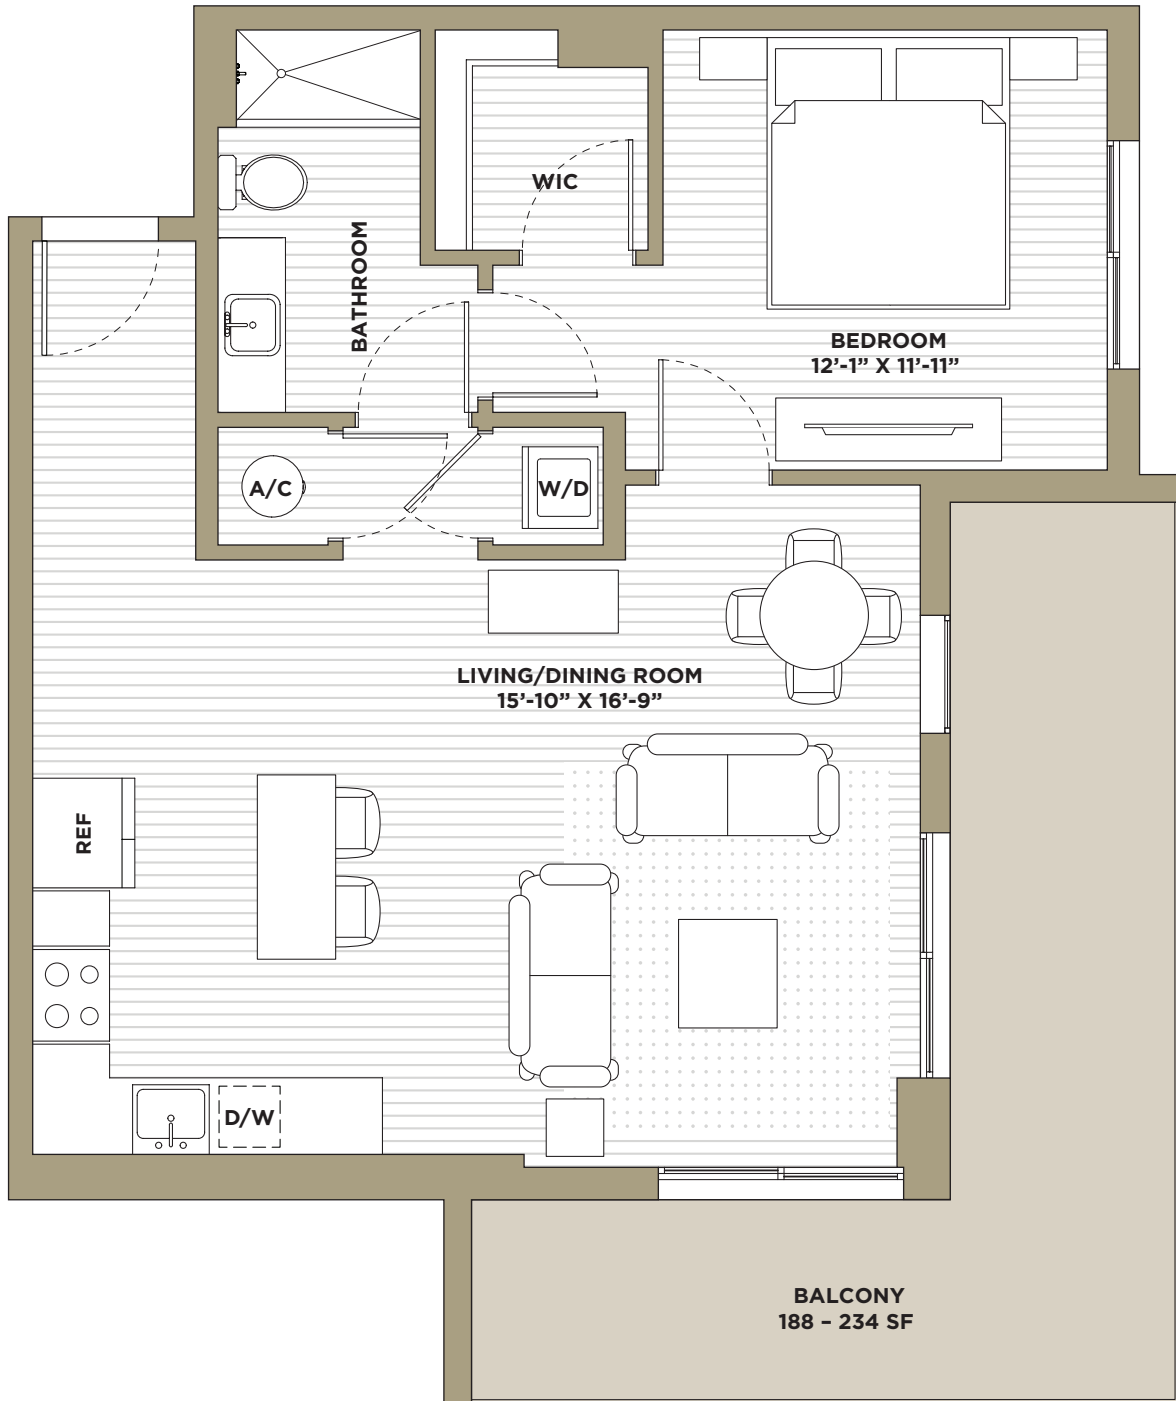 WIC
BATHROOM
BEDROOM
12’-1” X 11’-11”
A/C
W/D
LIVING/DINING ROOM
15’-10” X 16’-9”
REF
D/W
BALCONY
188 – 234 SF